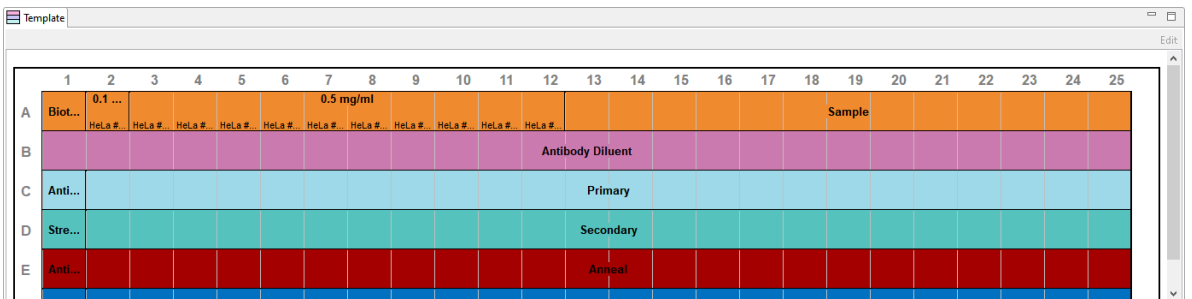 Template
Edit
1 2 3 4 5 6 7 8 9 10 11 12 13 14 15 16 17 18 19 20 21 22 23 24 25
A Biot... 0.1 ... 0.5 mg/ml Sample
HeLa #... HeLa #... HeLa #... HeLa #... HeLa #... HeLa #... HeLa #... HeLa #... HeLa #... HeLa #... HeLa #...
B Antibody Diluent
C Anti... Primary
D Stre... Secondary
E Anti... Anneal